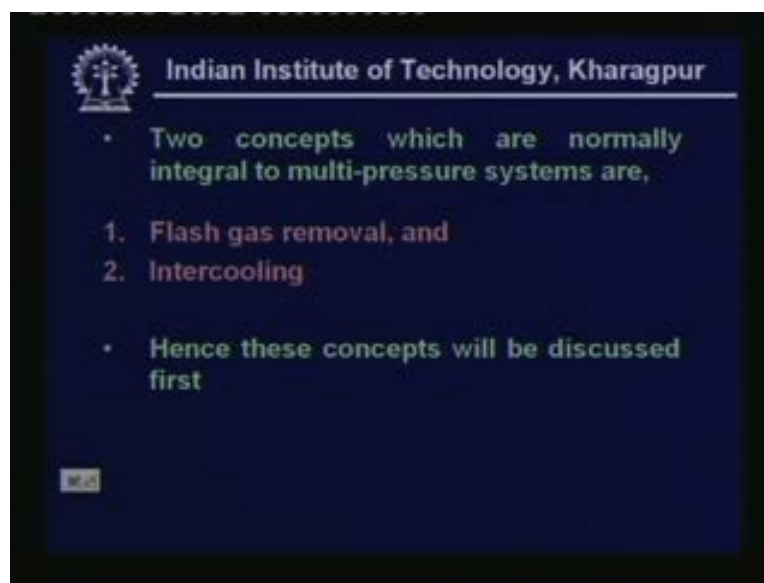 Indian Institute of Technology, Kharagpur
• Two concepts which are normally
integral to multi-pressure systems are,
1. Flash gas removal, and
2. Intercooling
• Hence these concepts will be discussed
first